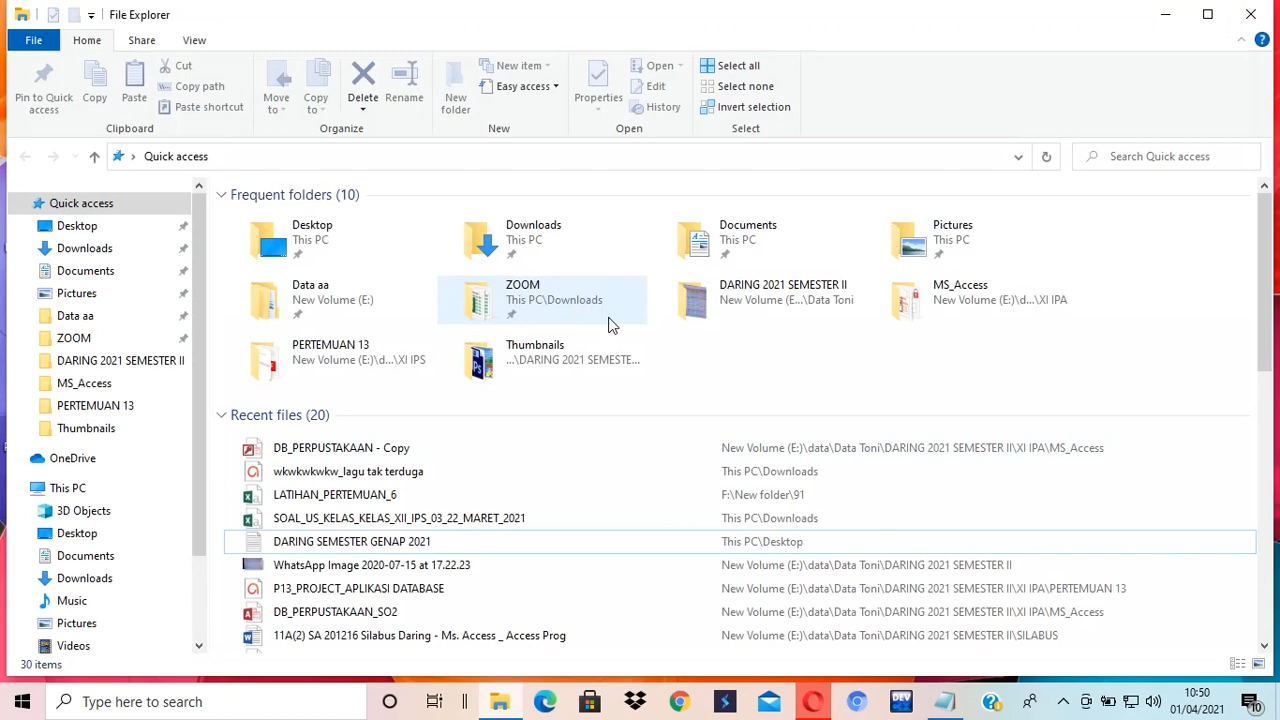 File Explorer
File Home Share View
Pin to Quick access
Copy
Paste
Cut
Copy path
Paste shortcut
Clipboard
Move to
Copy to
Delete
Rename
Organize
New folder
New item
Easy access
New
Properties
Open
Edit
History
Open
Select all
Select none
Invert selection
Select
Quick access
Search Quick access
Quick access
Desktop
Downloads
Documents
Pictures
Data aa
ZOOM
DARING 2021 SEMESTER II
MS_Access
PERTEMUAN 13
Thumbnails
OneDrive
This PC
3D Objects
Desktop
Documents
Downloads
Music
Pictures
Videos
Frequent folders (10)
Desktop
This PC
Downloads
This PC
Documents
This PC
Pictures
This PC
Data aa
New Volume (E:)
ZOOM
This PC\Downloads
DARING 2021 SEMESTER II
New Volume (E...\Data Toni
MS_Access
New Volume (E:)\d...\XI IPA
PERTEMUAN 13
New Volume (E:)\d...\XI IPS
Thumbnails
...\DARING 2021 SEMESTE...
Recent files (20)
DB_PERPUSTAKAAN - Copy New Volume (E:)\data\Data Toni\DARING 2021 SEMESTER II\XI IPA\MS_Access
wkwkwkwkw_lagu tak terduga This PC\Downloads
LATIHAN_PERTEMUAN_6 F:\New folder\91
SOAL_US_KELAS_KELAS_XII_IPS_03_22_MARET_2021 This PC\Downloads
DARING SEMESTER GENAP 2021 This PC\Desktop
WhatsApp Image 2020-07-15 at 17.22.23 New Volume (E:)\data\Data Toni\DARING 2021 SEMESTER II
P13_PROJECT_APLIKASI DATABASE New Volume (E:)\data\Data Toni\DARING 2021 SEMESTER II\XI IPA\PERTEMUAN 13
DB_PERPUSTAKAAN_SO2 New Volume (E:)\data\Data Toni\DARING 2021 SEMESTER II\XI IPA\MS_Access
11A(2) SA 201216 Silabus Daring - Ms. Access _ Access Prog New Volume (E:)\data\Data Toni\DARING 2021 SEMESTER II\SILABUS
30 items
Type here to search
DEV
10:50
01/04/2021
10